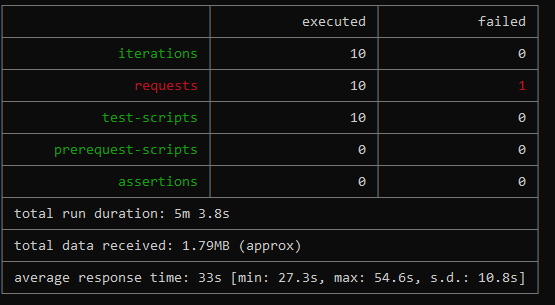 executed failed
iterations 10 0
requests 10 1
test-scripts 10 0
prerequest-scripts 0 0
assertions 0 0
total run duration: 5m 3.8s
total data received: 1.79MB (approx)
average response time: 33s [min: 27.3s, max: 54.6s, s.d.: 10.8s]